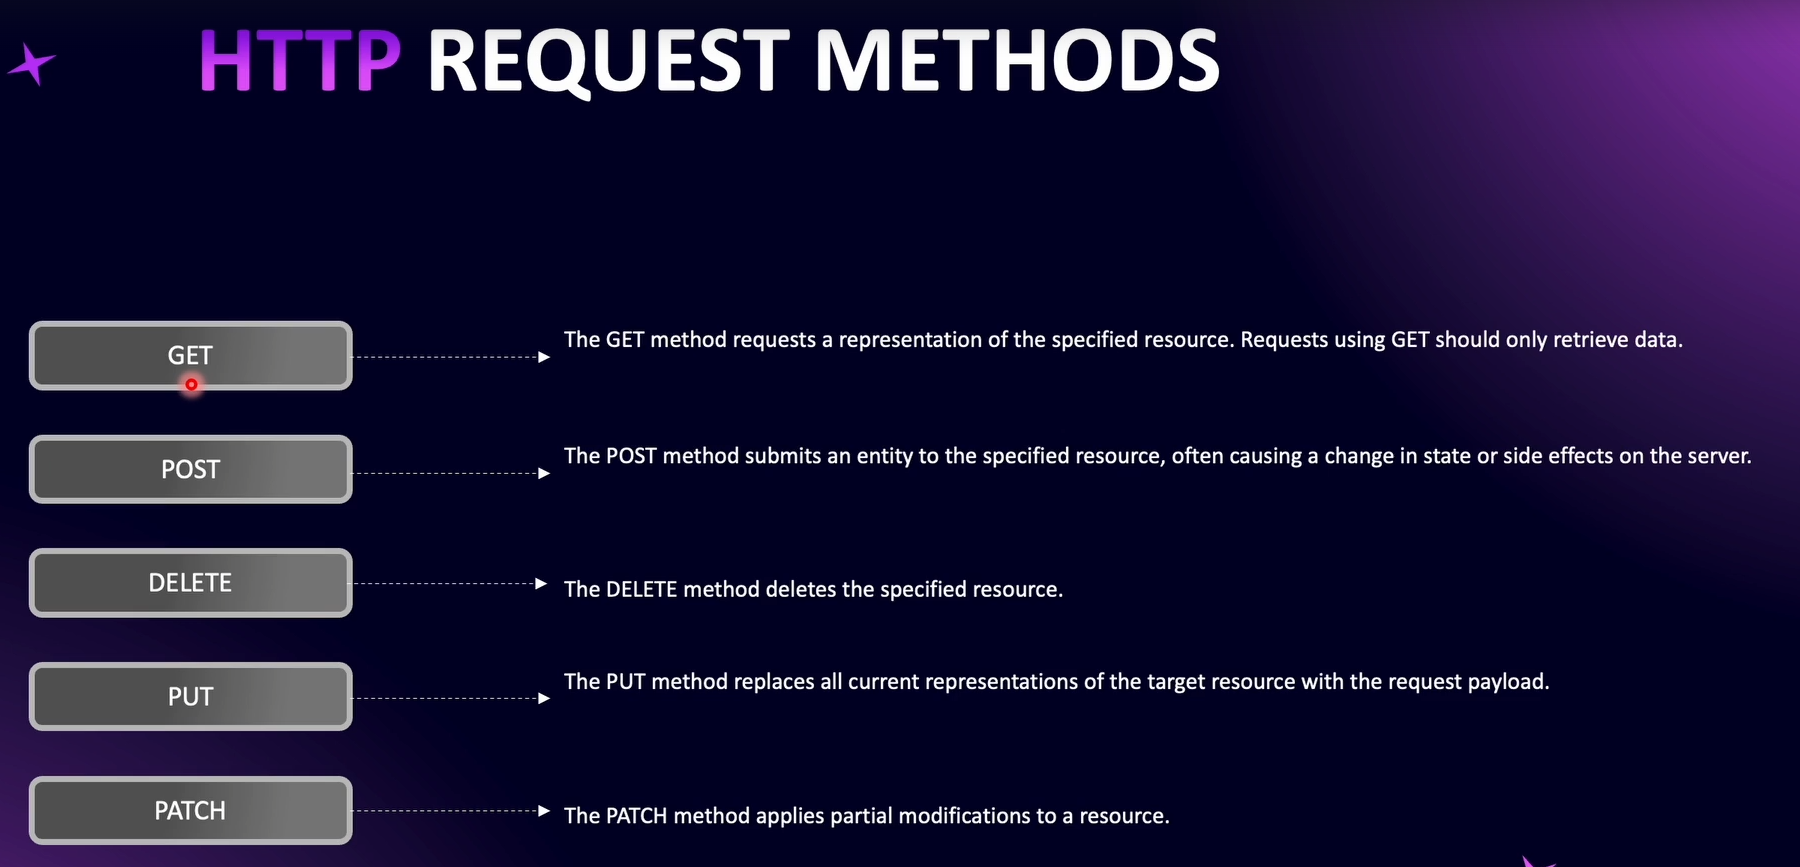 HTTP REQUEST METHODS
GET
The GET method requests a representation of the specified resource. Requests using GET should only retrieve data.
POST
The POST method submits an entity to the specified resource, often causing a change in state or side effects on the server.
DELETE
The DELETE method deletes the specified resource.
PUT
The PUT method replaces all current representations of the target resource with the request payload.
PATCH
The PATCH method applies partial modifications to a resource.